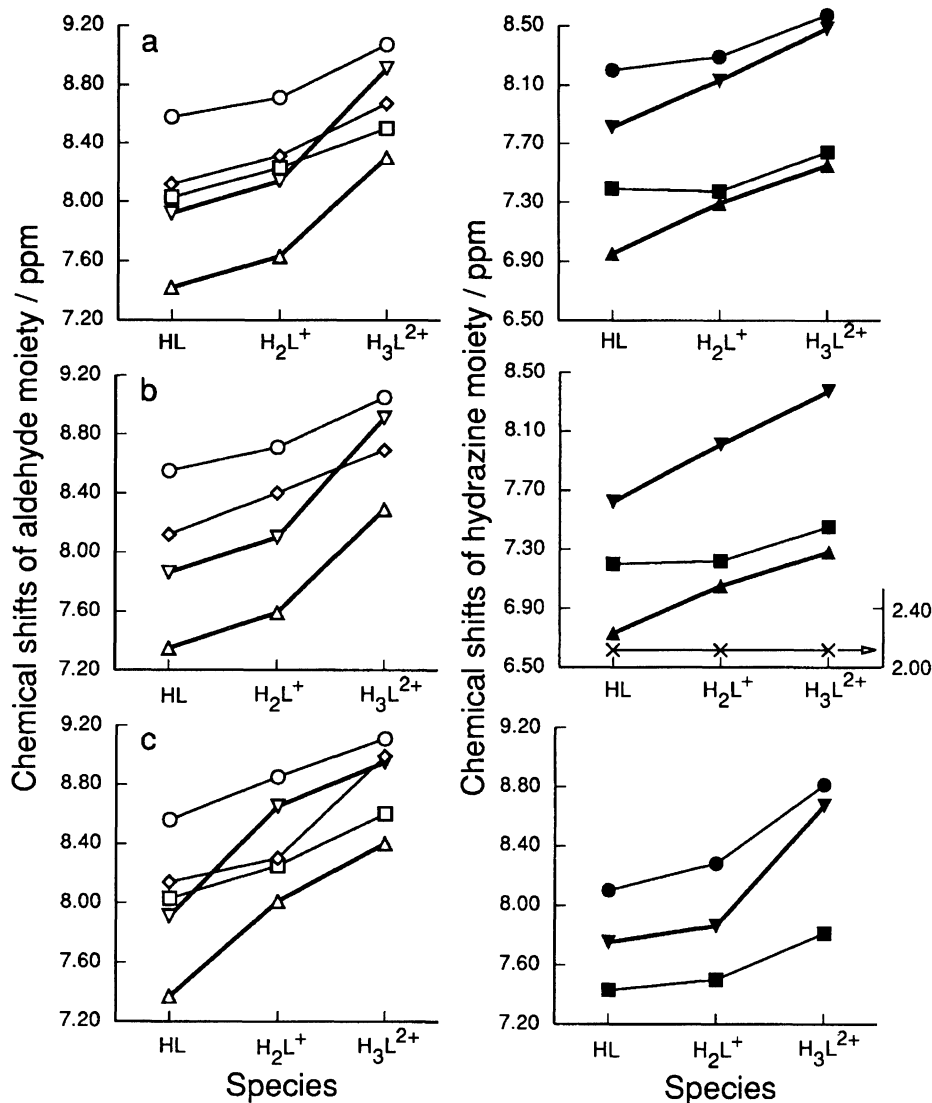 Chemical shifts of aldehyde moiety / ppm
a
9.20
8.80
8.40
8.00
7.60
7.20
HL H₂L⁺ H₃L²⁺
Chemical shifts of hydrazine moiety / ppm
8.50
8.10
7.70
7.30
6.90
6.50
HL H₂L⁺ H₃L²⁺
b
9.20
8.80
8.40
8.00
7.60
7.20
HL H₂L⁺ H₃L²⁺
8.50
8.10
7.70
7.30
6.90
6.50
2.40
2.00
HL H₂L⁺ H₃L²⁺
c
9.20
8.80
8.40
8.00
7.60
7.20
HL H₂L⁺ H₃L²⁺
Species
9.20
8.80
8.40
8.00
7.60
7.20
HL H₂L⁺ H₃L²⁺
Species